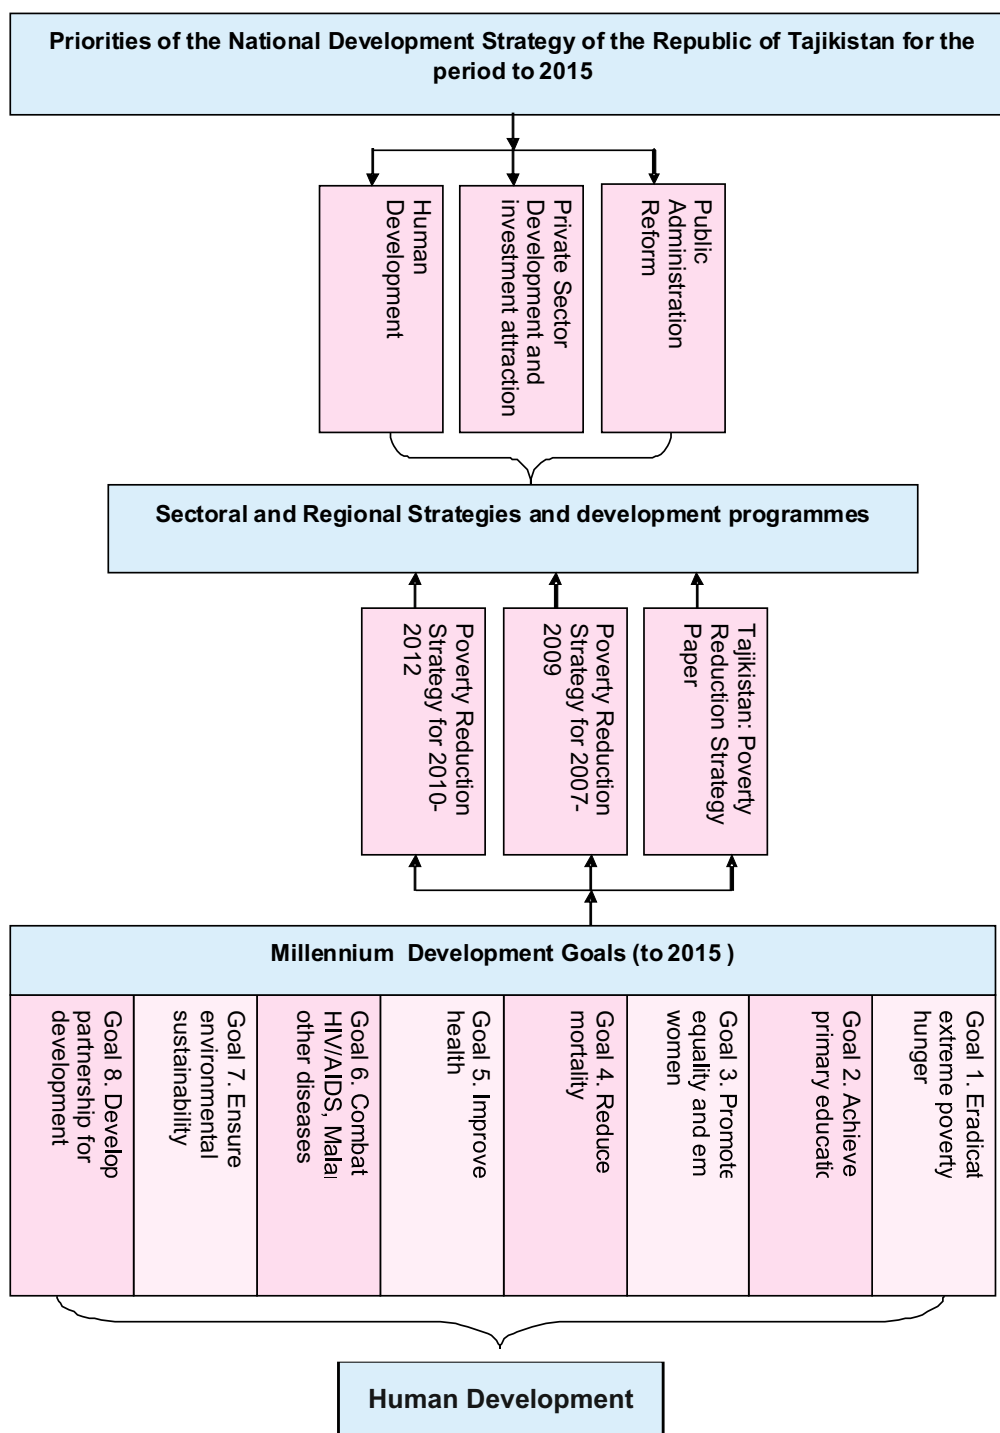 Priorities of the National Development Strategy of the Republic of Tajikistan for the
period to 2015
Public
Administration
Reform
Private Sector
Development and
investment attraction
Human
Development
Sectoral and Regional Strategies and development programmes
Tajikistan: Poverty
Reduction Strategy
Paper
Poverty Reduction
Strategy for 2007-
2009
Poverty Reduction
Strategy for 2010-
2012
Millennium Development Goals (to 2015 )
Goal 1. Eradicat
extreme poverty
hunger
Goal 2. Achieve
primary educatio
Goal 3. Promote
equality and em
women
Goal 4. Reduce
mortality
Goal 5. Improve
health
Goal 6. Combat
HIV/AIDS, Mala
other diseases
Goal 7. Ensure
environmental
sustainability
Goal 8. Develop
partnership for
development
Human Development